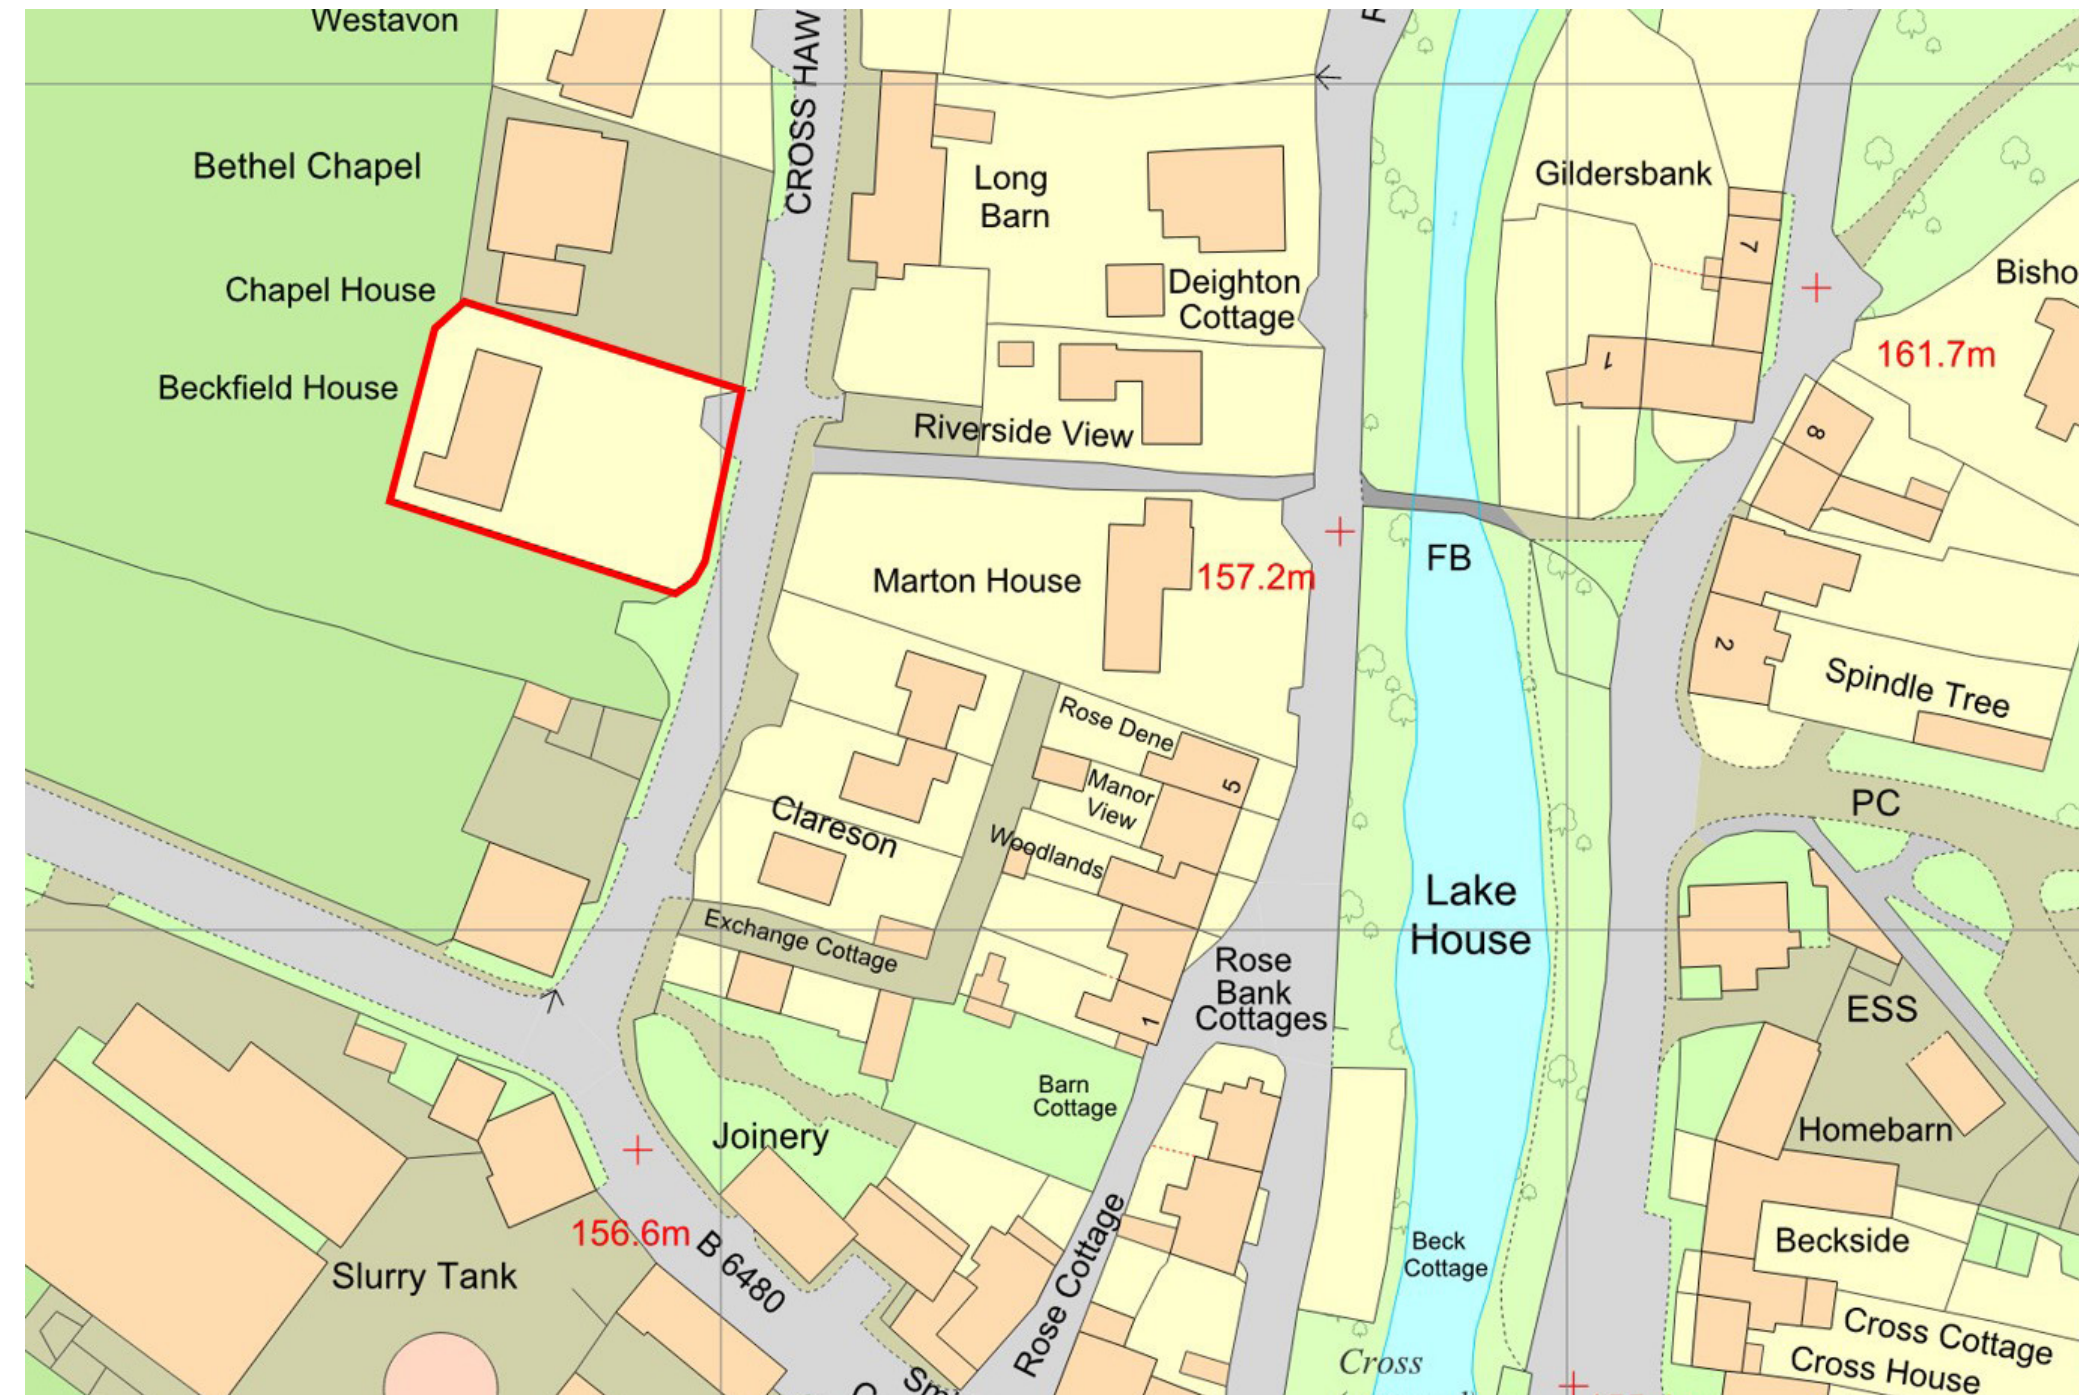 Westavon
CROSS HAW
Bethel Chapel
Long
Barn
Gildersbank
7
Chapel House
Deighton
Cottage
Bisho
161.7m
1
Beckfield House
Riverside View
8
FB
Marton House
157.2m
2
Spindle Tree
Rose Dene
5
Manor
View
PC
Clareson
Woodlands
Lake
House
Exchange Cottage
Rose
Bank
Cottages
ESS
1
Barn
Cottage
Joinery
Homebarn
156.6m
B 6480
Slurry Tank
Rose Cottage
Beck
Cottage
Beckside
Cross Cottage
Cross House
Cross